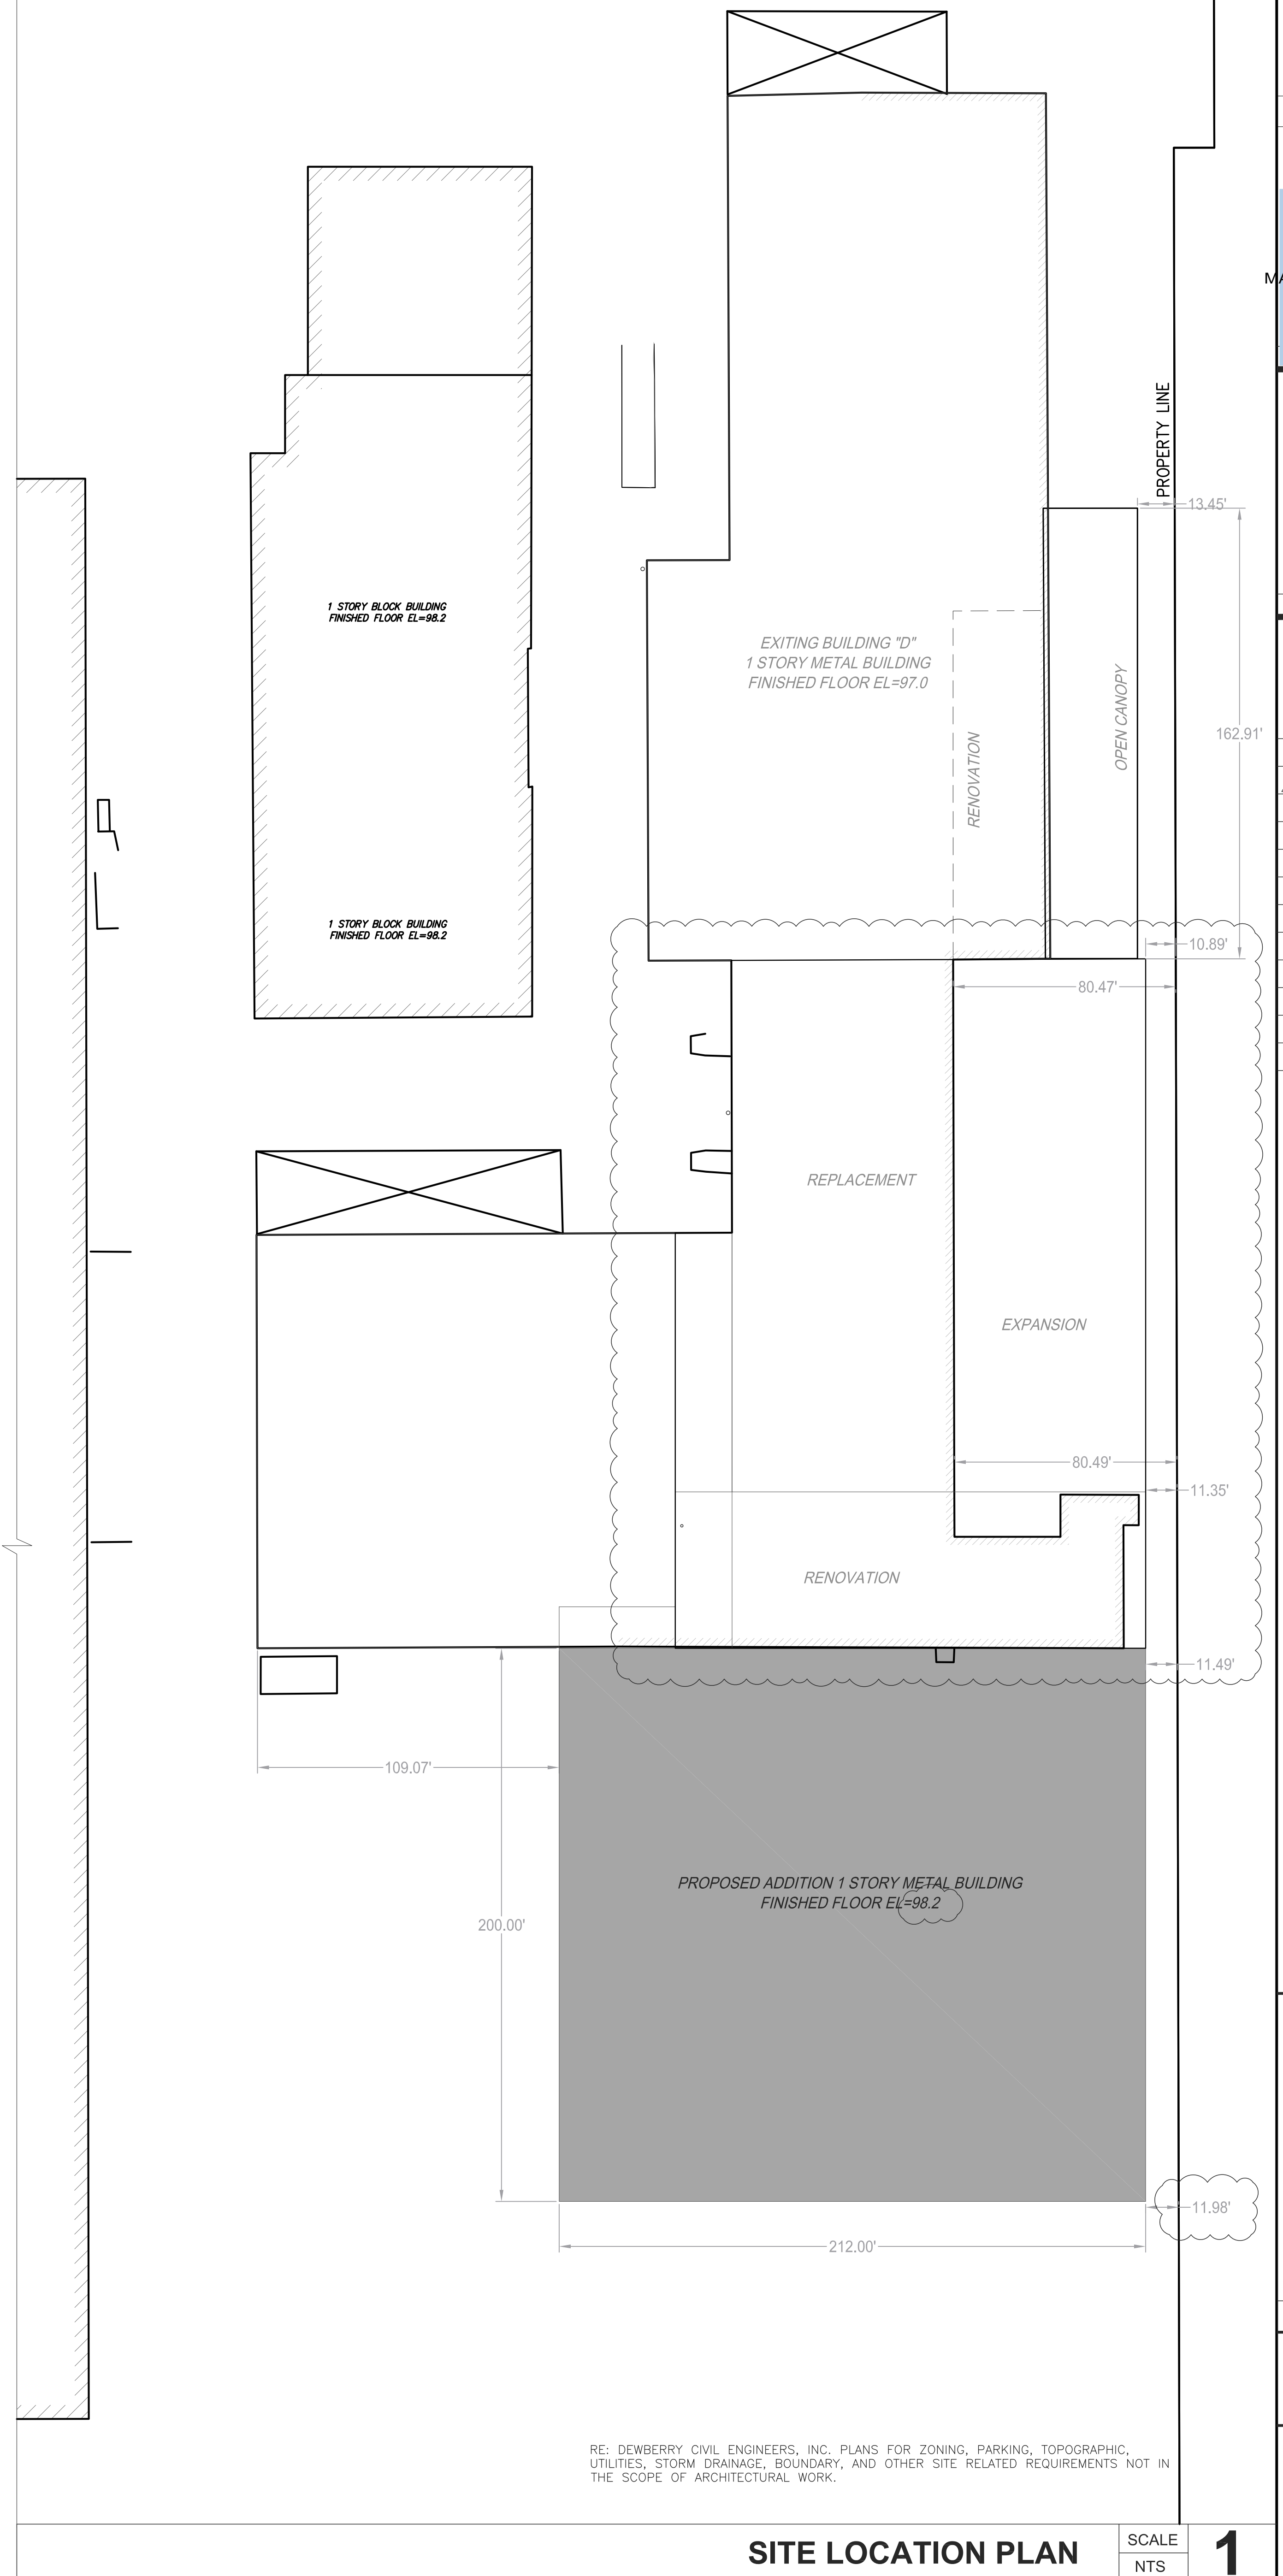 MA
PROPERTY LINE
13.45'
1 STORY BLOCK BUILDING
FINISHED FLOOR EL=98.2
EXITING BUILDING "D"
1 STORY METAL BUILDING
FINISHED FLOOR EL=97.0
OPEN CANOPY
162.91'
RENOVATION
1 STORY BLOCK BUILDING
FINISHED FLOOR EL=98.2
10.89'
80.47'
REPLACEMENT
EXPANSION
80.49'
11.35'
RENOVATION
11.49'
109.07'
PROPOSED ADDITION 1 STORY METAL BUILDING
FINISHED FLOOR EL=98.2
200.00'
11.98'
212.00'
RE: DEWBERRY CIVIL ENGINEERS, INC. PLANS FOR ZONING, PARKING, TOPOGRAPHIC,
UTILITIES, STORM DRAINAGE, BOUNDARY, AND OTHER SITE RELATED REQUIREMENTS NOT IN
THE SCOPE OF ARCHITECTURAL WORK.
SITE LOCATION PLAN
SCALE
NTS
1